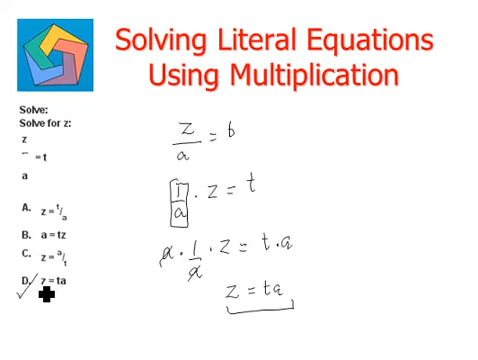 Solving Literal Equations
Using Multiplication
Solve:
Solve for z:
z
— = t
a
A. z = t/a
B. a = tz
C. z = a/t
D. z = ta
z/a = t
1/a · z = t
a · 1/a · z = t · a
z = ta